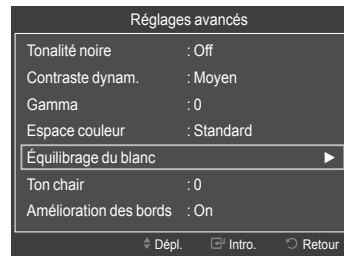 Réglages avancés
Tonalité noire : Off
Contraste dynam. : Moyen
Gamma : 0
Espace couleur : Standard
Équilibrage du blanc ►
Ton chair : 0
Amélioration des bords : On
Dépl. Intro. Retour